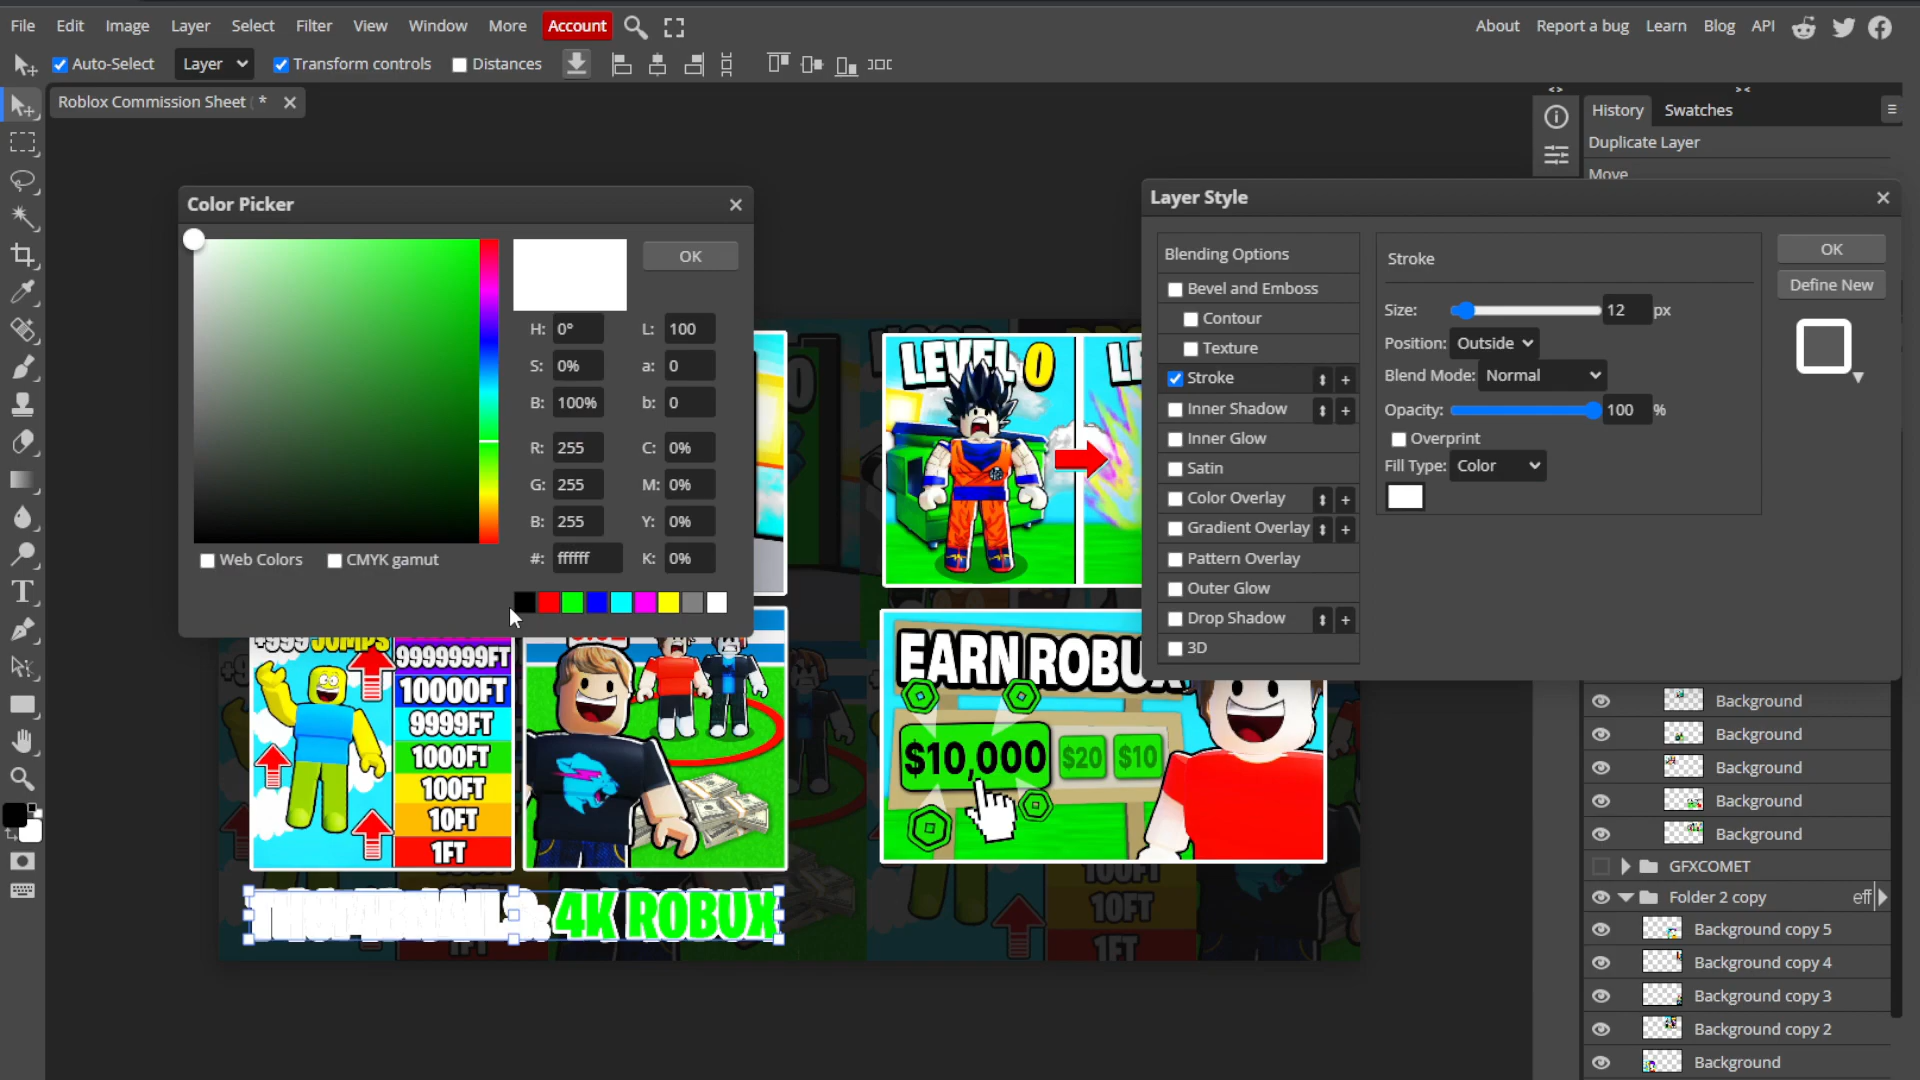 File Edit Image Layer Select Filter View Window More Account About Report a bug Learn Blog API
Auto-Select Layer Transform controls Distances
Roblox Commission Sheet *
History Swatches
Duplicate Layer
Move
Color Picker
OK
H: 0° L: 100
S: 0% a: 0
B: 100% b: 0
R: 255 C: 0%
G: 255 M: 0%
B: 255 Y: 0%
#: ffffff K: 0%
Web Colors CMYK gamut
Layer Style
Blending Options
Bevel and Emboss
Contour
Texture
Stroke
Inner Shadow
Inner Glow
Satin
Color Overlay
Gradient Overlay
Pattern Overlay
Outer Glow
Drop Shadow
3D
Stroke
Size: 12 px
Position: Outside
Blend Mode: Normal
Opacity: 100 %
Overprint
Fill Type: Color
OK
Define New
LEVEL 0
+999 JUMPS
9999999FT
10000FT
9999FT
1000FT
100FT
10FT
1FT
EARN ROBUX
$10,000 $20 $10
4K ROBUX
Background
Background
Background
Background
Background
GFXCOMET
Folder 2 copy eff
Background copy 5
Background copy 4
Background copy 3
Background copy 2
Background